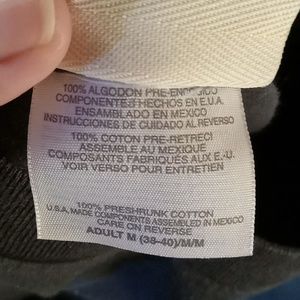 100% ALGODON PRE-ENCOGIDO
COMPONENTES HECHOS EN E.U.A.
ENSAMBLADO EN MEXICO
INSTRUCCIONES DE CUIDADO AL REVERSO
100% COTON PRE-RETRECI
ASSEMBLE AU MEXIQUE
COMPOSANTS FABRIQUÉS AUX E.-U.
VOIR VERSO POUR ENTRETIEN
100% PRESHRUNK COTTON
U.S.A. MADE COMPONENTS ASSEMBLED IN MEXICO
CARE ON REVERSE
ADULT M (38-40)/M/M